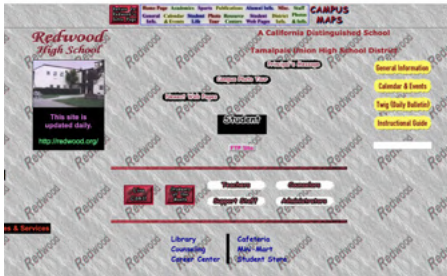 Home Page Academics Sports Publications Alumni Info. Misc. Staff
General Calendar Student Photo Resource Student District Phone
Info. & Events Life Tour Centers Web Pages Info. & Info.
CAMPUS
MAPS
Redwood
High School
A California Distinguished School
Tamalpais Union High School District
Principal's Message
Campus Photo Tour
Student Web Pages
General Information
Calendar & Events
Twig (Daily Bulletin)
Instructional Guide
This site is
updated daily.
http://redwood.org/
Student
FTP Site
Teachers
Counselors
Support Staff
Administrators
s & Services
Library
Cafeteria
Counseling
Mini Mart
Career Center
Student Store